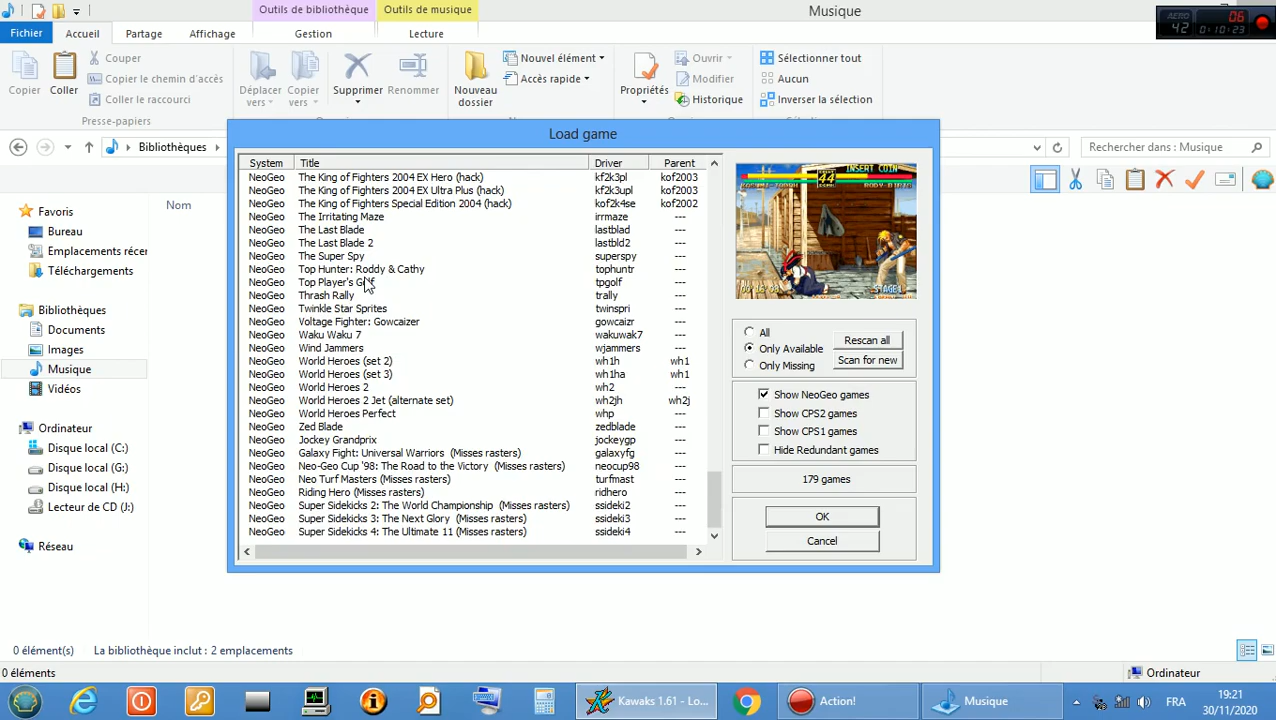 Outils de bibliothèque Outils de musique Musique
AERO 42 06 0:10:23
Fichier Accueil Partage Affichage Gestion Lecture
Copier
Coller
Couper
Copier le chemin d'accès
Coller le raccourci
Presse-papiers
Déplacer vers
Copier vers
Supprimer
Renommer
Nouveau dossier
Nouvel élément
Accès rapide
Propriétés
Ouvrir
Modifier
Historique
Sélectionner tout
Aucun
Inverser la sélection
Bibliothèques
Rechercher dans : Musique
Nom
Favoris
Bureau
Emplacements récen
Téléchargements
Bibliothèques
Documents
Images
Musique
Vidéos
Ordinateur
Disque local (C:)
Disque local (G:)
Disque local (H:)
Lecteur de CD (J:)
Réseau
Load game
System Title Driver Parent
NeoGeo The King of Fighters 2004 EX Hero (hack) kf2k3pl kof2003
NeoGeo The King of Fighters 2004 EX Ultra Plus (hack) kf2k3upl kof2003
NeoGeo The King of Fighters Special Edition 2004 (hack) kof2k4se kof2002
NeoGeo The Irritating Maze irrmaze ---
NeoGeo The Last Blade lastblad ---
NeoGeo The Last Blade 2 lastbld2 ---
NeoGeo The Super Spy superspy ---
NeoGeo Top Hunter: Roddy & Cathy tophuntr ---
NeoGeo Top Player's Golf tpgolf ---
NeoGeo Thrash Rally trally ---
NeoGeo Twinkle Star Sprites twinspri ---
NeoGeo Voltage Fighter: Gowcaizer gowcaizr ---
NeoGeo Waku Waku 7 wakuwak7 ---
NeoGeo Wind Jammers wjammers ---
NeoGeo World Heroes (set 2) wh1h wh1
NeoGeo World Heroes (set 3) wh1ha wh1
NeoGeo World Heroes 2 wh2 ---
NeoGeo World Heroes 2 Jet (alternate set) wh2jh wh2j
NeoGeo World Heroes Perfect whp ---
NeoGeo Zed Blade zedblade ---
NeoGeo Jockey Grandprix jockeygp ---
NeoGeo Galaxy Fight: Universal Warriors (Misses rasters) galaxyfg ---
NeoGeo Neo-Geo Cup '98: The Road to the Victory (Misses rasters) neocup98 ---
NeoGeo Neo Turf Masters (Misses rasters) turfmast ---
NeoGeo Riding Hero (Misses rasters) ridhero ---
NeoGeo Super Sidekicks 2: The World Championship (Misses rasters) ssideki2 ---
NeoGeo Super Sidekicks 3: The Next Glory (Misses rasters) ssideki3 ---
NeoGeo Super Sidekicks 4: The Ultimate 11 (Misses rasters) ssideki4 ---
INSERT COIN
44
STAGE1
All
Only Available
Only Missing
Rescan all
Scan for new
Show NeoGeo games
Show CPS2 games
Show CPS1 games
Hide Redundant games
179 games
OK
Cancel
0 élément(s) La bibliothèque inclut : 2 emplacements
0 éléments Ordinateur
Kawaks 1.61 - Lo... Action! Musique FRA 19:21
30/11/2020